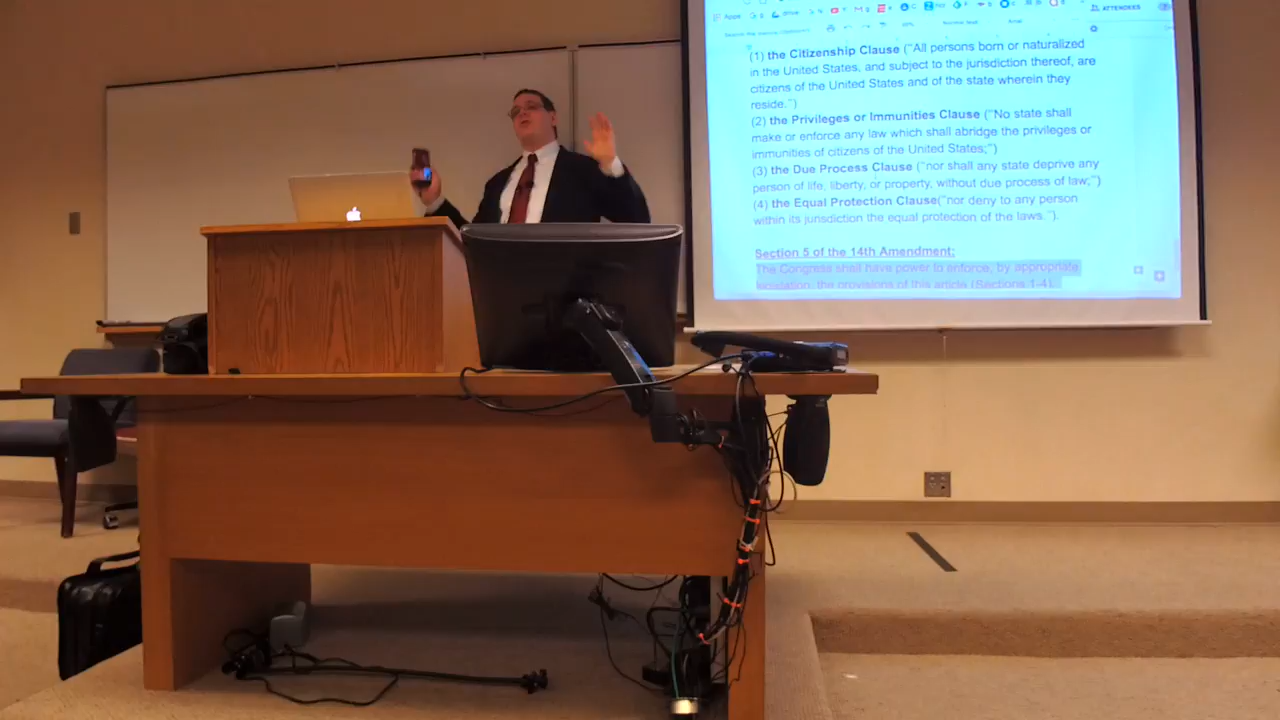 Apps
drive
ATTENDEES
Normal text
Arial
(1) the Citizenship Clause ("All persons born or naturalized
in the United States, and subject to the jurisdiction thereof, are
citizens of the United States and of the state wherein they
reside.")
(2) the Privileges or Immunities Clause ("No state shall
make or enforce any law which shall abridge the privileges or
immunities of citizens of the United States;")
(3) the Due Process Clause ("nor shall any state deprive any
person of life, liberty, or property, without due process of law;")
(4) the Equal Protection Clause("nor deny to any person
within its jurisdiction the equal protection of the laws.").
Section 5 of the 14th Amendment:
The Congress shall have power to enforce, by appropriate
legislation, the provisions of this article (Sections 1-4).